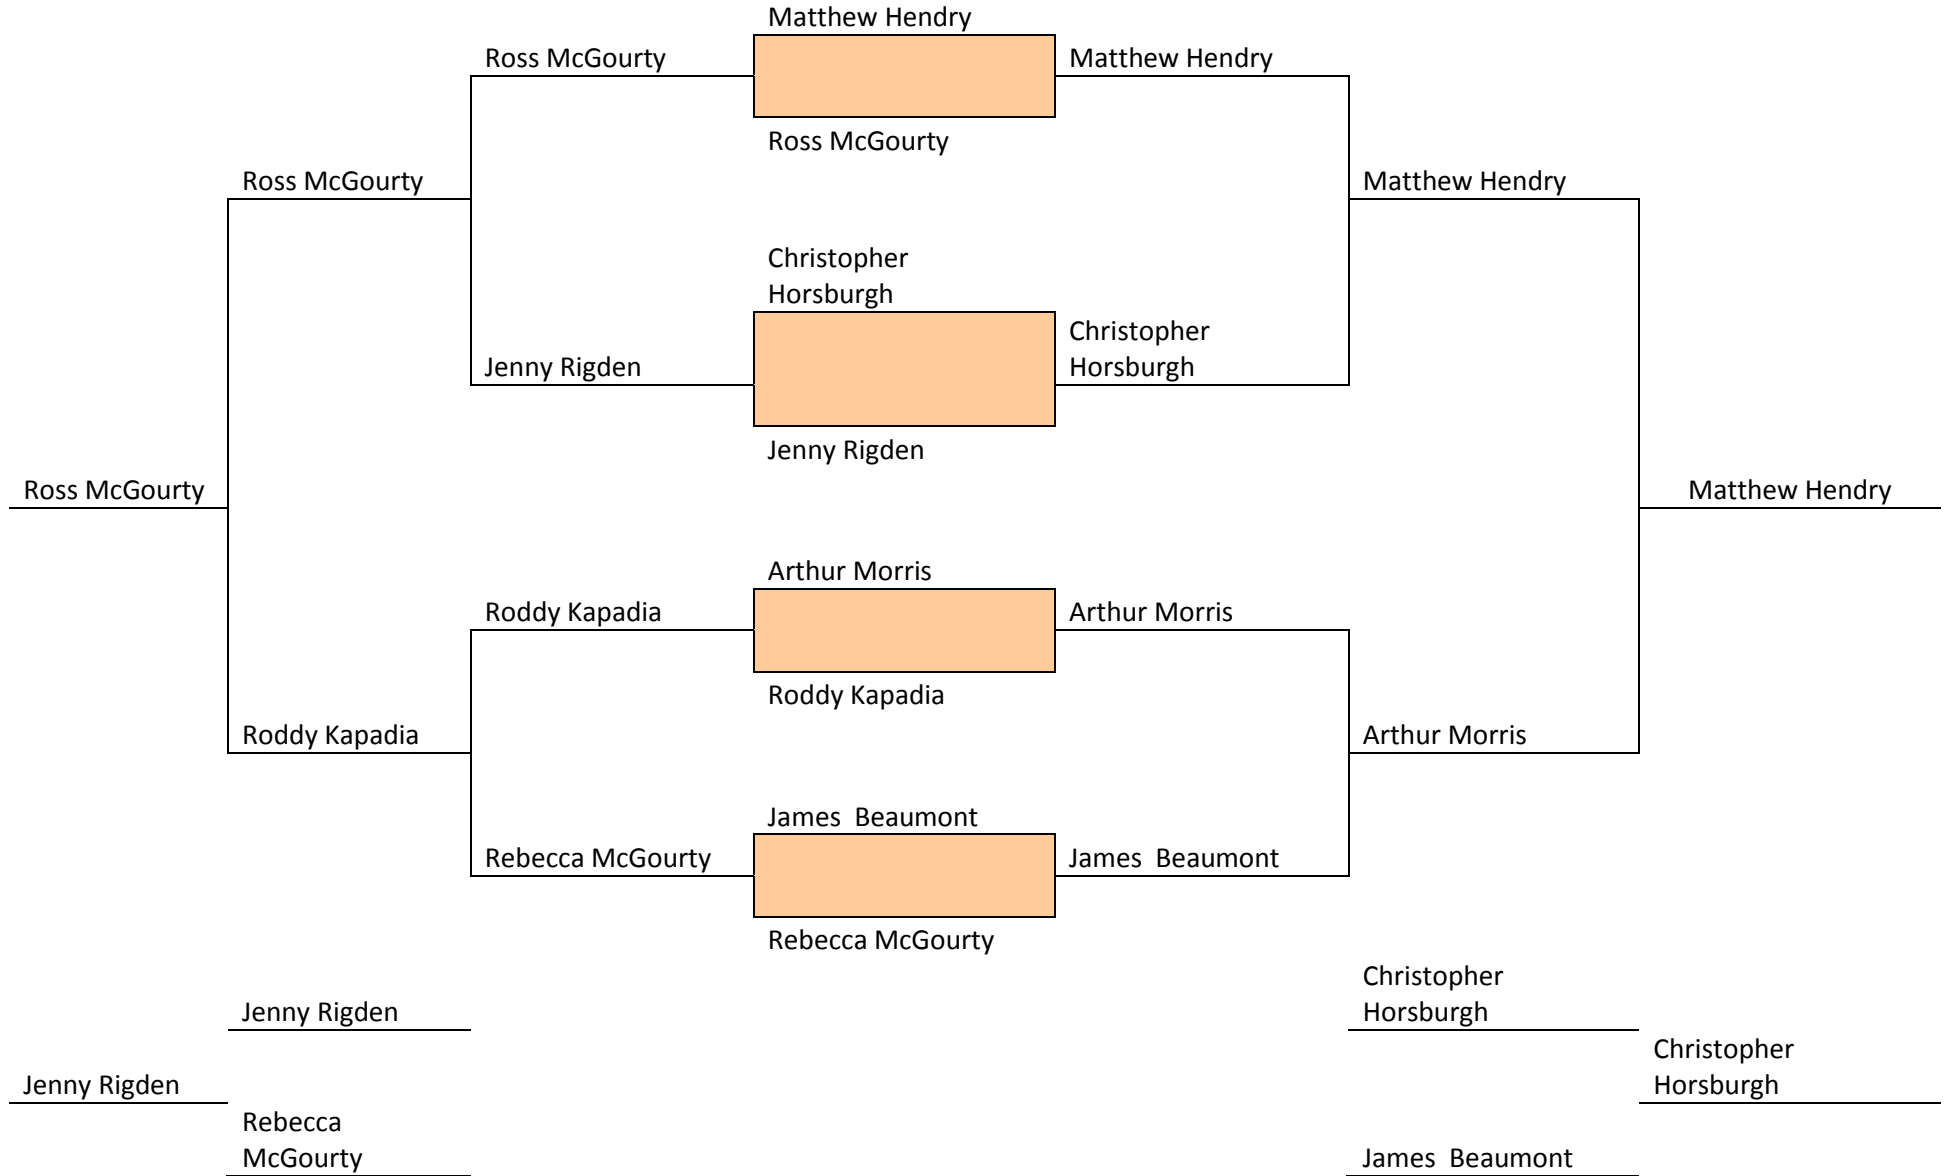 Matthew Hendry
Ross McGourty
Matthew Hendry
Ross McGourty
Ross McGourty
Matthew Hendry
Christopher
Horsburgh
Christopher
Horsburgh
Jenny Rigden
Jenny Rigden
Ross McGourty
Matthew Hendry
Arthur Morris
Roddy Kapadia
Arthur Morris
Roddy Kapadia
Roddy Kapadia
Arthur Morris
James  Beaumont
Rebecca McGourty
James  Beaumont
Rebecca McGourty
Christopher
Horsburgh
Jenny Rigden
Christopher
Horsburgh
Jenny Rigden
Rebecca
McGourty
James  Beaumont